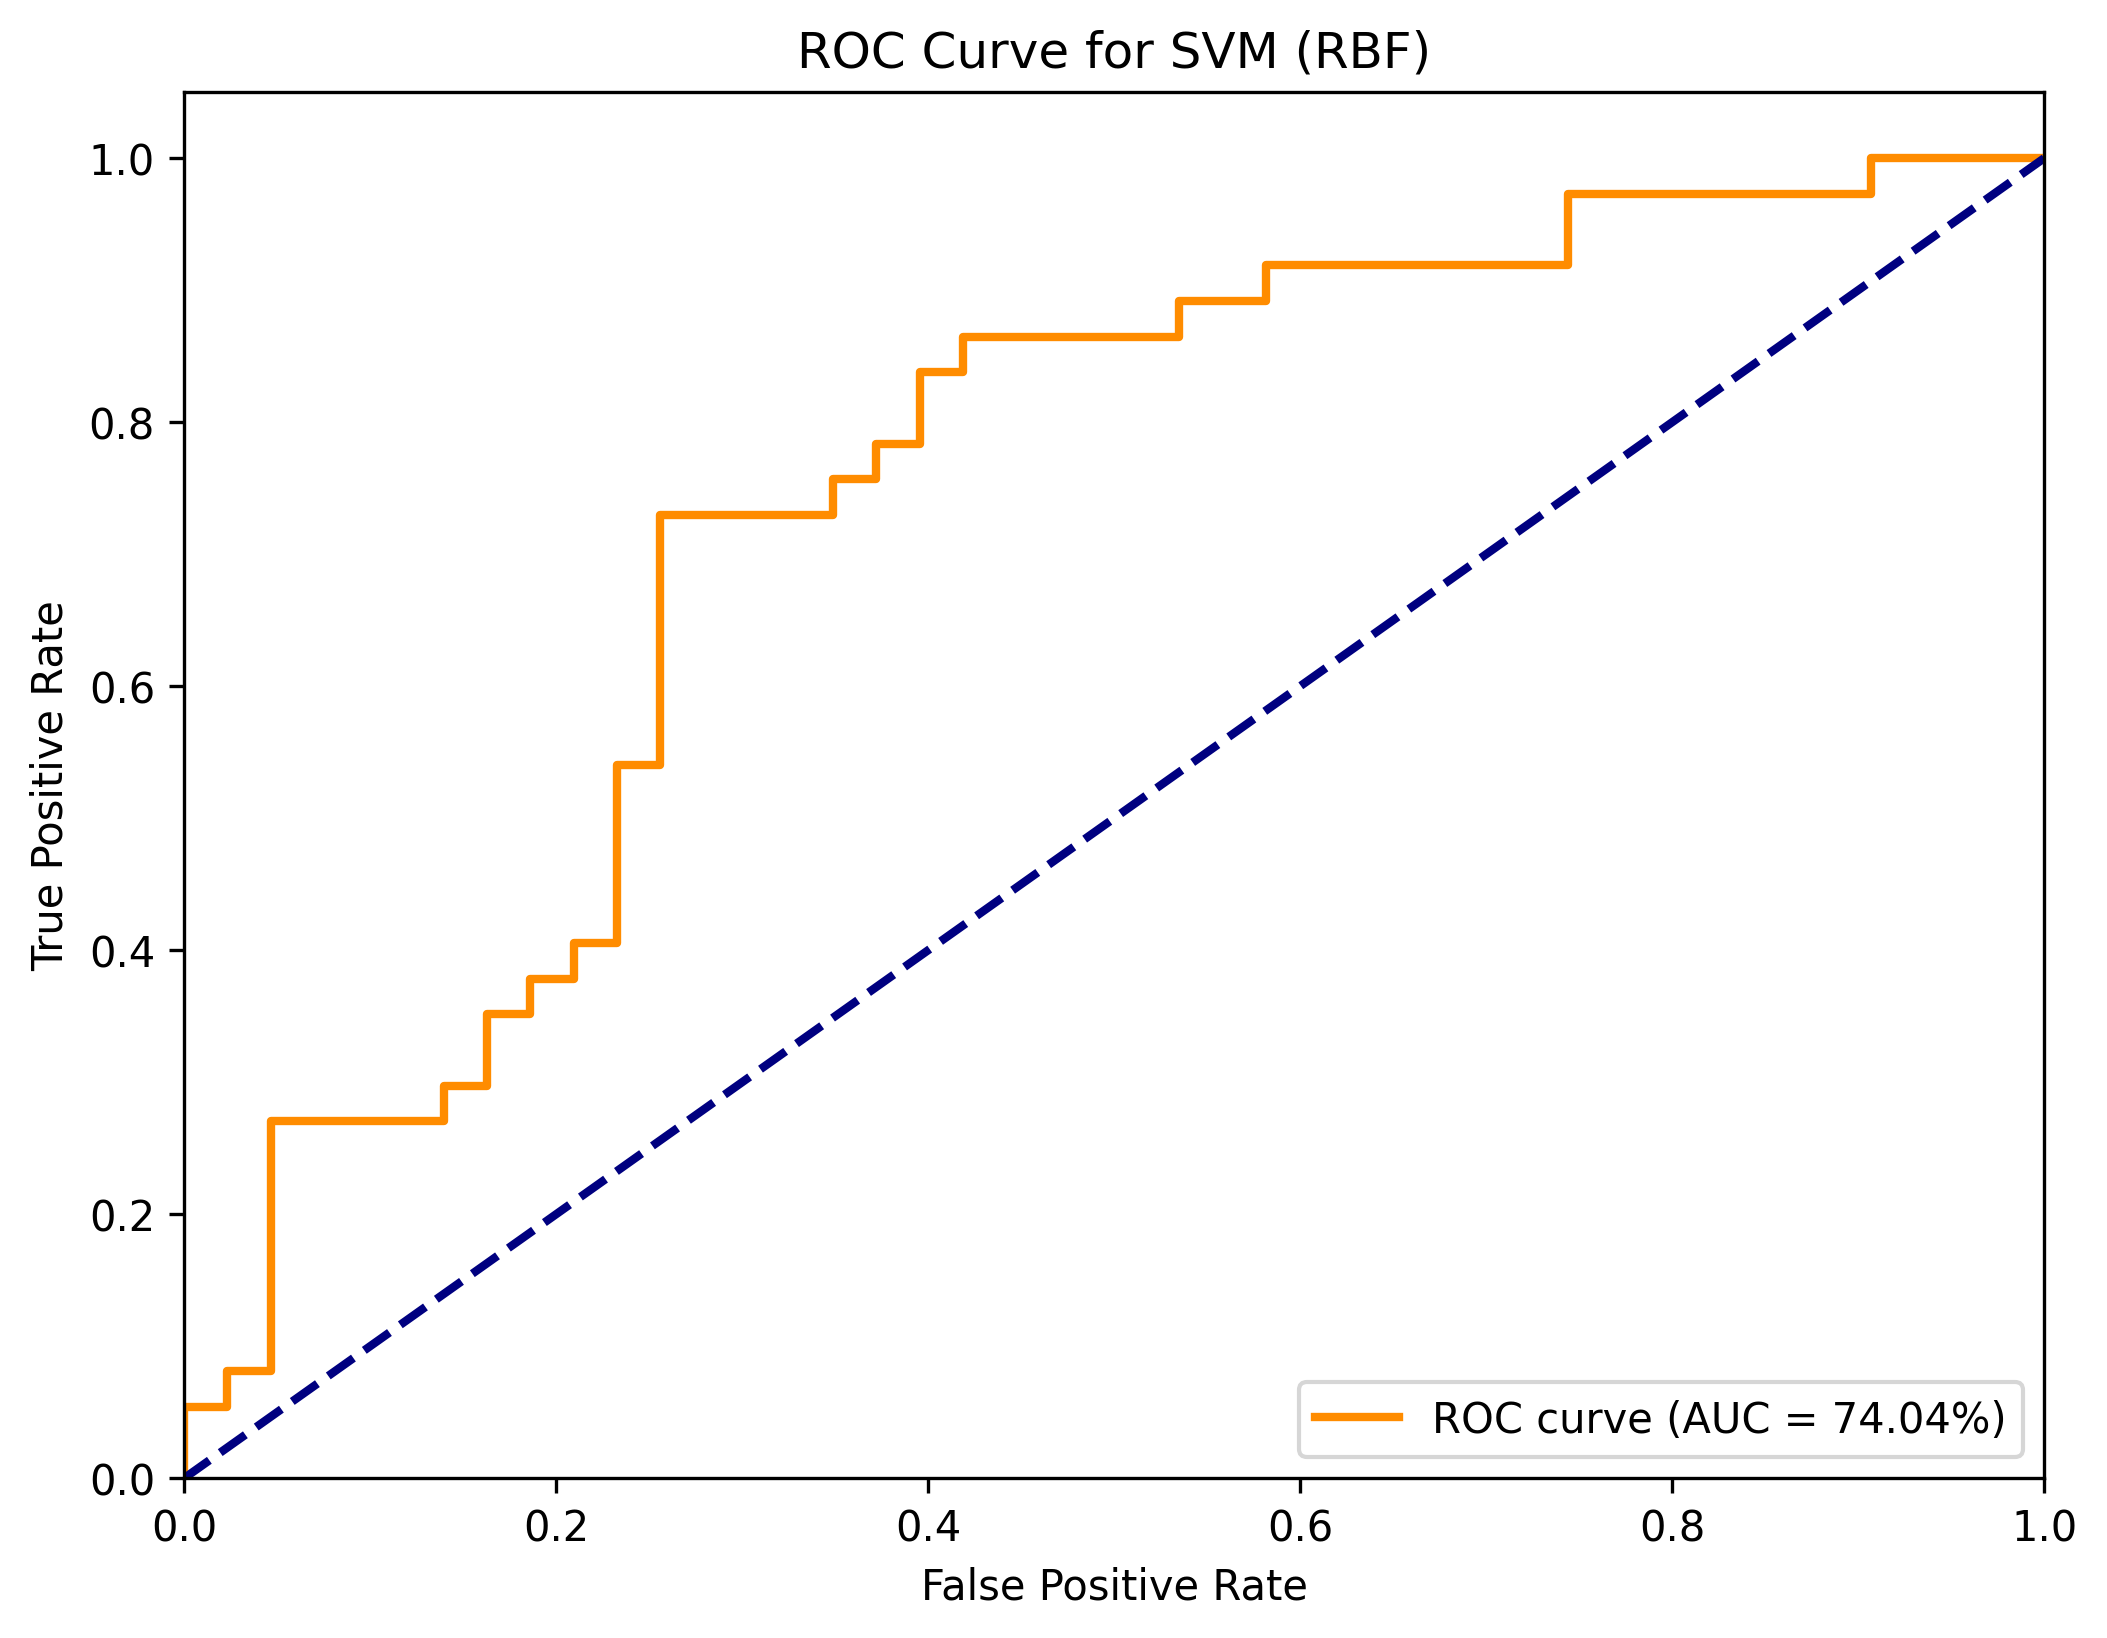 ROC Curve for SVM (RBF)
True Positive Rate
1.0
0.8
0.6
0.4
0.2
0.0
0.0 0.2 0.4 0.6 0.8 1.0
False Positive Rate
ROC curve (AUC = 74.04%)